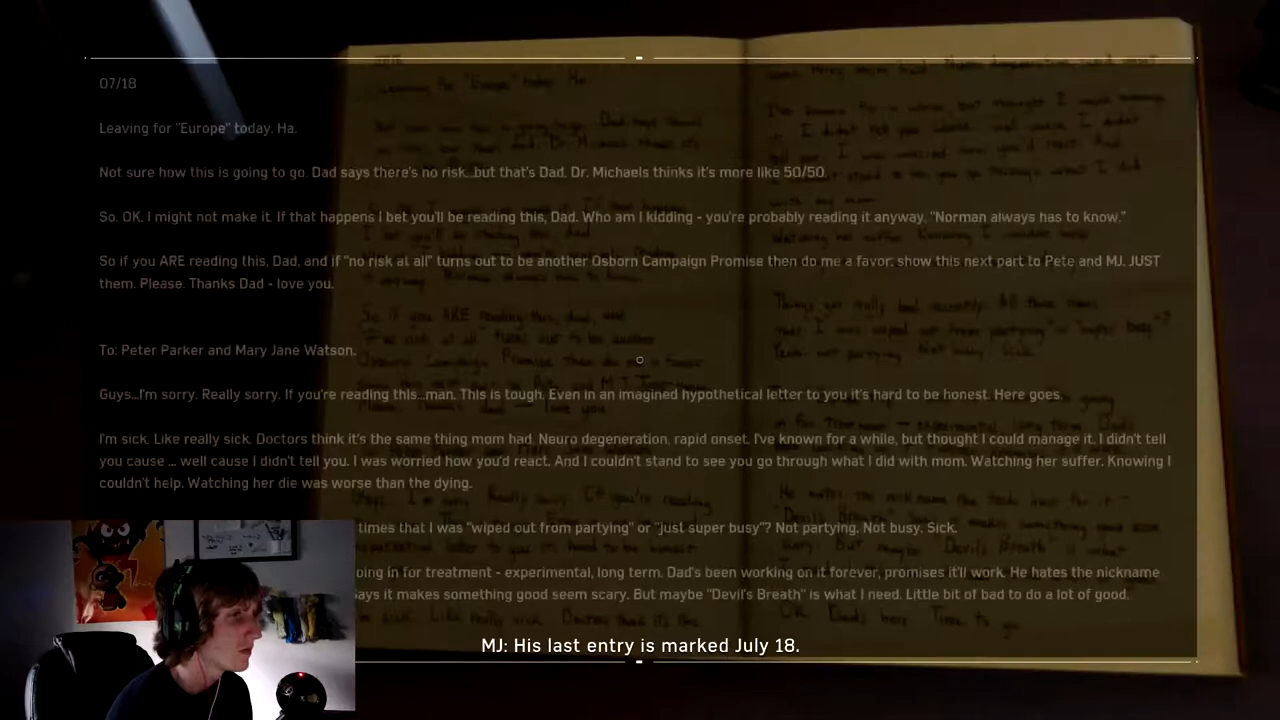 07/18
Leaving for "Europe" today. Ha.
Not sure how this is going to go. Dad says there's no risk...but that's Dad. Dr. Michaels thinks it's more like 50/50.
So. OK. I might not make it. If that happens I bet you'll be reading this, Dad. Who am I kidding - you're probably reading it anyway. "Norman always has to know."
So if you ARE reading this, Dad, and if "no risk at all" turns out to be another Osborn Campaign Promise then do me a favor: show this next part to Pete and MJ. JUST
them. Please. Thanks Dad - love you.
To: Peter Parker and Mary Jane Watson.
Guys...I'm sorry. Really sorry. If you're reading this...man. This is tough. Even in an imagined hypothetical letter to you it's hard to be honest. Here goes.
I'm sick. Like really sick. Doctors think it's the same thing mom had. Neuro degeneration, rapid onset. I've known for a while, but thought I could manage it. I didn't tell
you cause ... well cause I didn't tell you. I was worried how you'd react. And I couldn't stand to see you go through what I did with mom. Watching her suffer. Knowing I
couldn't help. Watching her die was worse than the dying.
times that I was "wiped out from partying" or "just super busy"? Not partying. Not busy. Sick.
oing in for treatment - experimental, long term. Dad's been working on it forever, promises it'll work. He hates the nickname
ays it makes something good seem scary. But maybe "Devil's Breath" is what I need. Little bit of bad to do a lot of good.
MJ: His last entry is marked July 18.